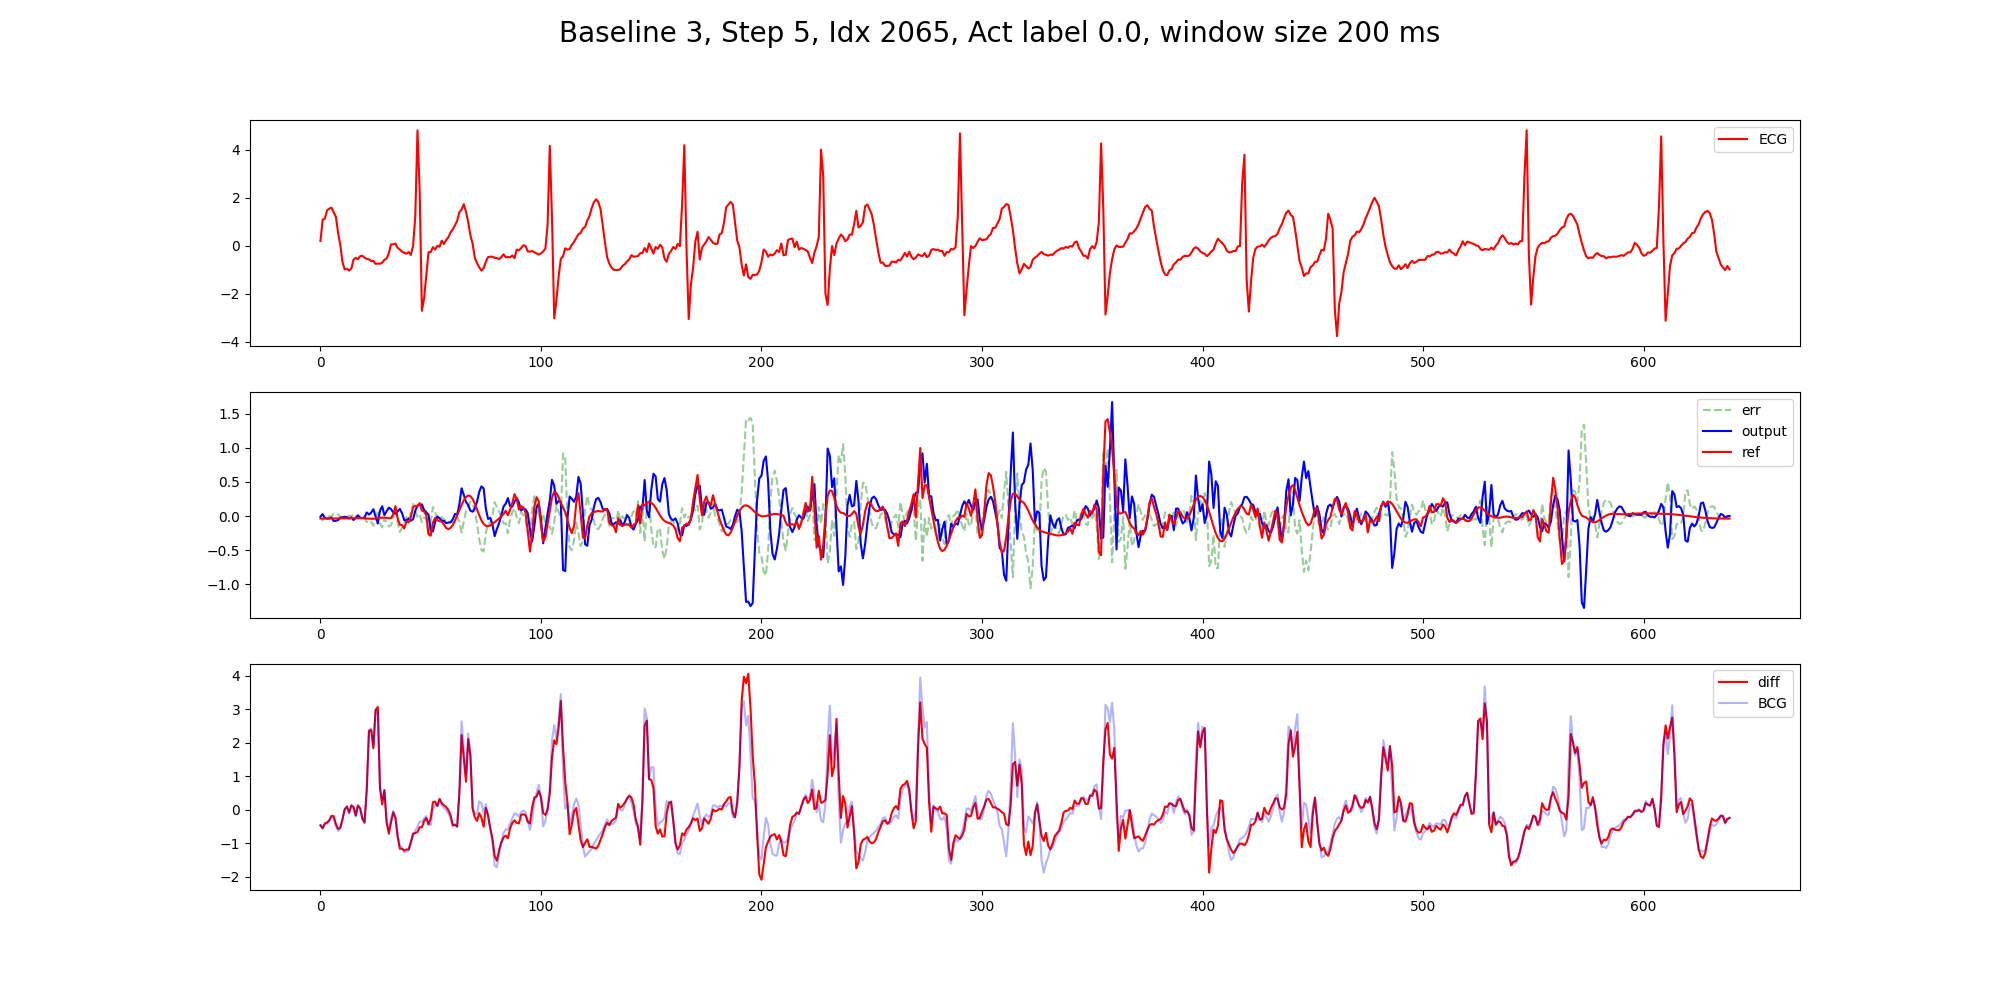 Baseline 3, Step 5, Idx 2065, Act label 0.0, window size 200 ms
ECG
4
2
0
−2
−4
0 100 200 300 400 500 600
err
output
ref
1.5
1.0
0.5
0.0
−0.5
−1.0
0 100 200 300 400 500 600
diff
BCG
4
3
2
1
0
−1
−2
0 100 200 300 400 500 600